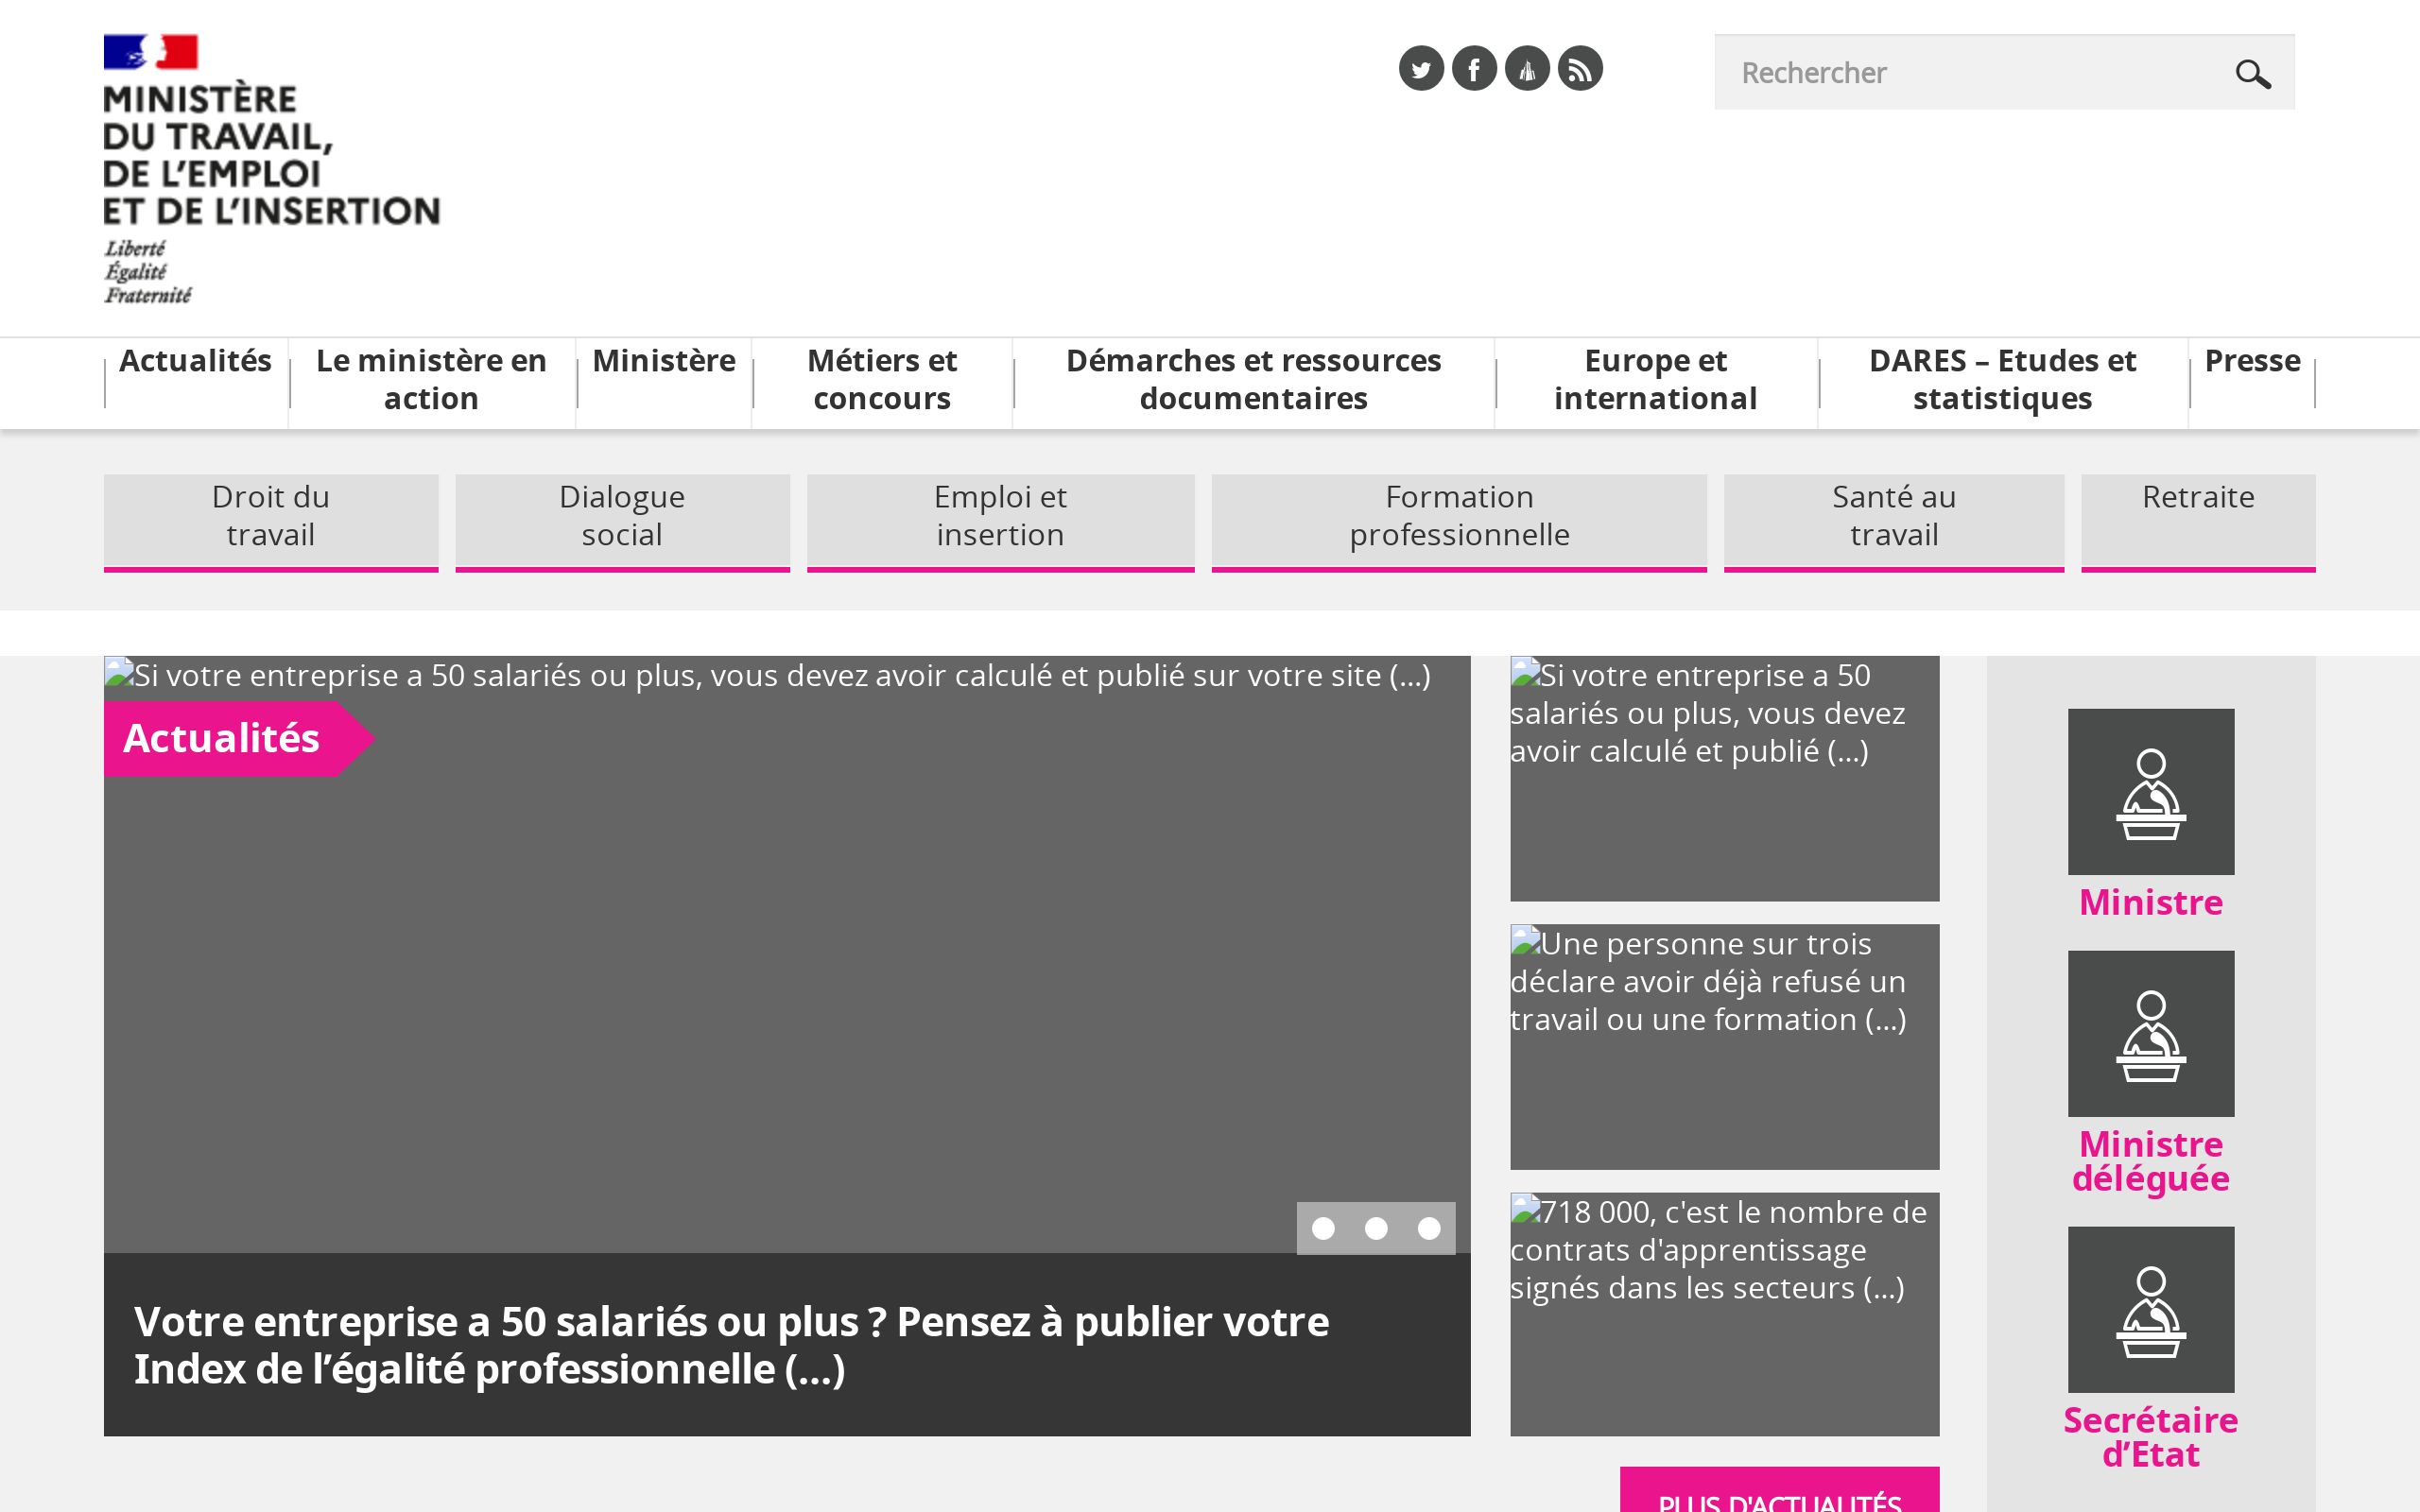 MINISTÈRE
DU TRAVAIL,
DE L’EMPLOI
ET DE L’INSERTION
Liberté
Égalité
Fraternité
Rechercher
Actualités
Le ministère en
action
Ministère
Métiers et
concours
Démarches et ressources
documentaires
Europe et
international
DARES – Etudes et
statistiques
Presse
Droit du
travail
Dialogue
social
Emploi et
insertion
Formation
professionnelle
Santé au
travail
Retraite
Si votre entreprise a 50 salariés ou plus, vous devez avoir calculé et publié sur votre site (...)
Actualités
Votre entreprise a 50 salariés ou plus ? Pensez à publier votre
Index de l’égalité professionnelle (...)
Si votre entreprise a 50
salariés ou plus, vous devez
avoir calculé et publié (...)
Une personne sur trois
déclare avoir déjà refusé un
travail ou une formation (...)
718 000, c'est le nombre de
contrats d'apprentissage
signés dans les secteurs (...)
PLUS D'ACTUALITÉS
Ministre
Ministre
déléguée
Secrétaire
d’Etat